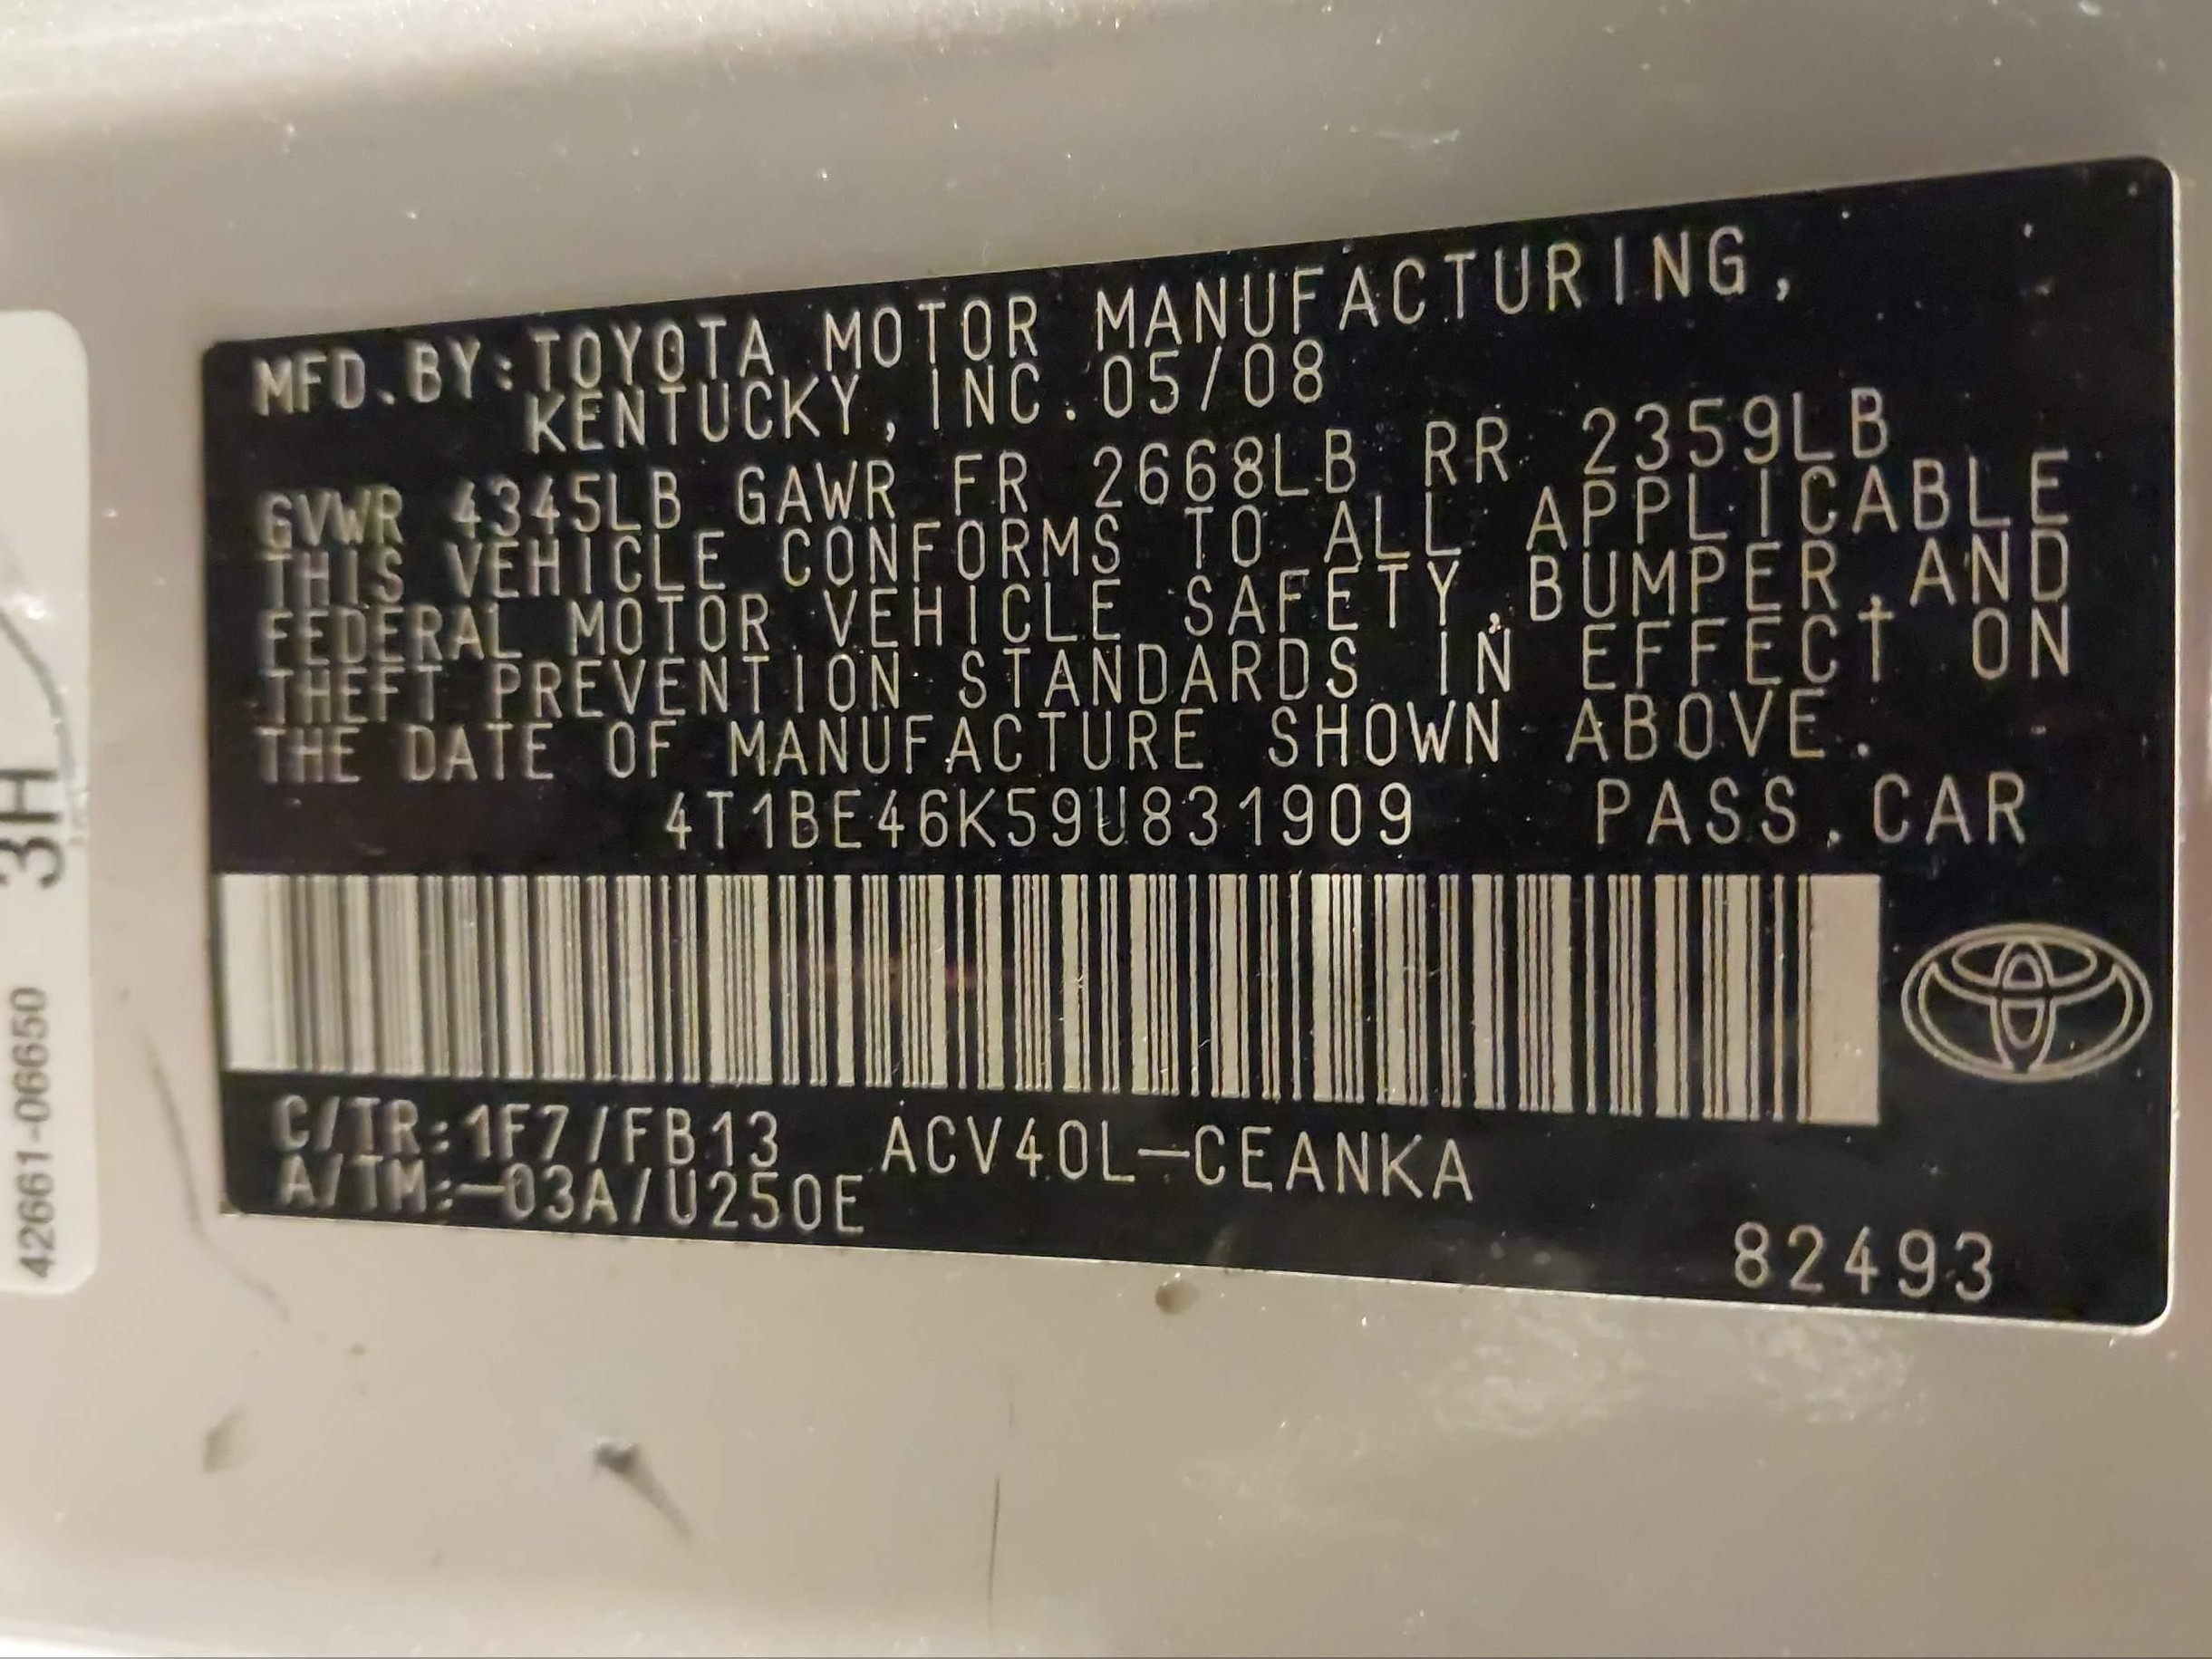 MFD.BY:TOYOTA MOTOR MANUFACTURING,
KENTUCKY, INC.05/08
GVWR 4345LB GAWR FR 2668LB RR 2359LB
THIS VEHICLE CONFORMS TO ALL APPLICABLE
FEDERAL MOTOR VEHICLE SAFETY,BUMPER,AND
THEFT PREVENTION STANDARDS IN EFFECT ON
THE DATE OF MANUFACTURE SHOWN ABOVE.
4T1BE46K59U831909 PASS.CAR
C/TR:1F7/FB13 ACV40L-CEANKA
A/TM:-03A/U250E
82493
42661-06650 3H